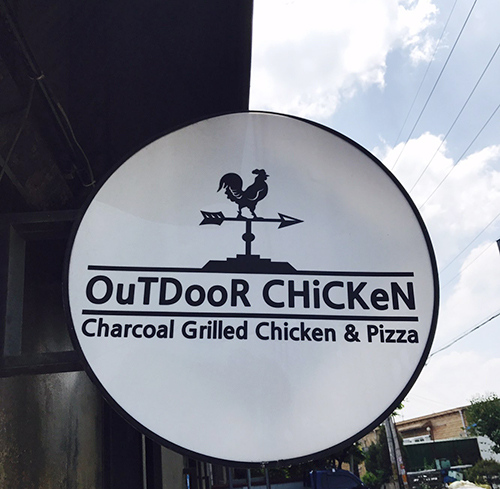 OuTDooR CHiCKeN
Charcoal Grilled Chicken & Pizza